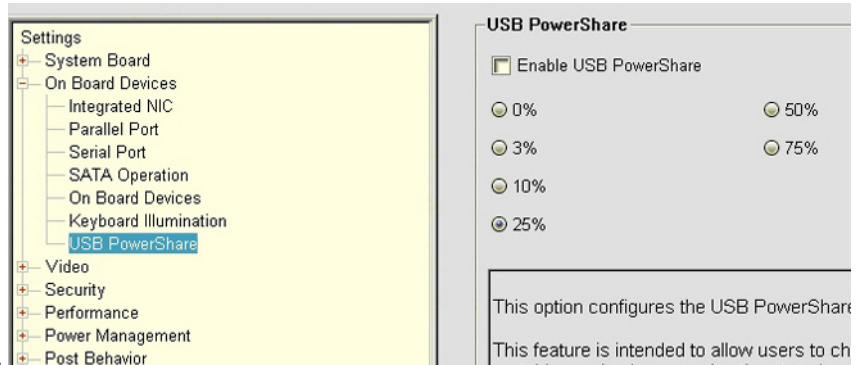 Settings
System Board
On Board Devices
Integrated NIC
Parallel Port
Serial Port
SATA Operation
On Board Devices
Keyboard Illumination
USB PowerShare
Video
Security
Performance
Power Management
Post Behavior
USB PowerShare
Enable USB PowerShare
0%
50%
3%
75%
10%
25%
This option configures the USB PowerShare
This feature is intended to allow users to ch